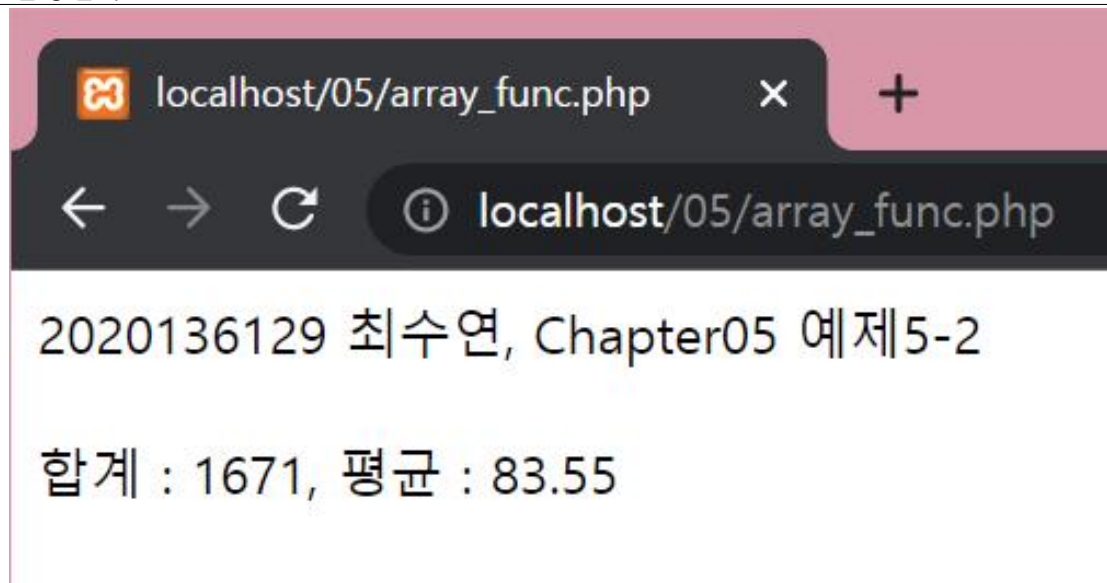 localhost/05/array_func.php
localhost/05/array_func.php
2020136129 최수연, Chapter05 예제5-2
합계 : 1671, 평균 : 83.55